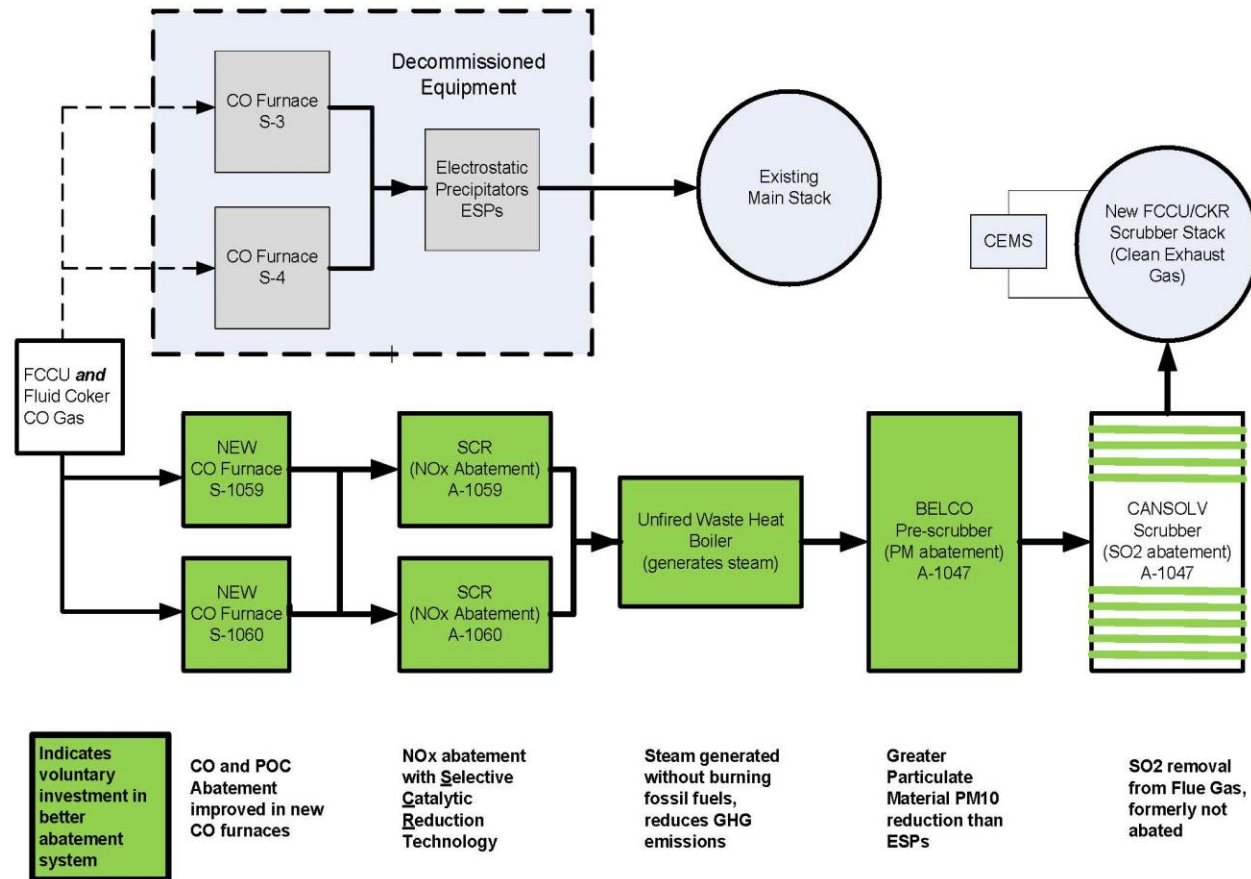 Decommissioned
Equipment
CO Furnace
S-3
CO Furnace
S-4
Electrostatic
Precipitators
ESPs
Existing
Main Stack
CEMS
New FCCU/CKR
Scrubber Stack
(Clean Exhaust
Gas)
FCCU and
Fluid Coker
CO Gas
NEW
CO Furnace
S-1059
NEW
CO Furnace
S-1060
SCR
(NOx Abatement)
A-1059
SCR
(NOx Abatement)
A-1060
Unfired Waste Heat
Boiler
(generates steam)
BELCO
Pre-scrubber
(PM abatement)
A-1047
CANSOLV
Scrubber
(SO2 abatement)
A-1047
Indicates
voluntary
investment in
better
abatement
system
CO and POC
Abatement
improved in new
CO furnaces
NOx abatement
with Selective
Catalytic
Reduction
Technology
Steam generated
without burning
fossil fuels,
reduces GHG
emissions
Greater
Particulate
Material PM10
reduction than
ESPs
SO2 removal
from Flue Gas,
formerly not
abated